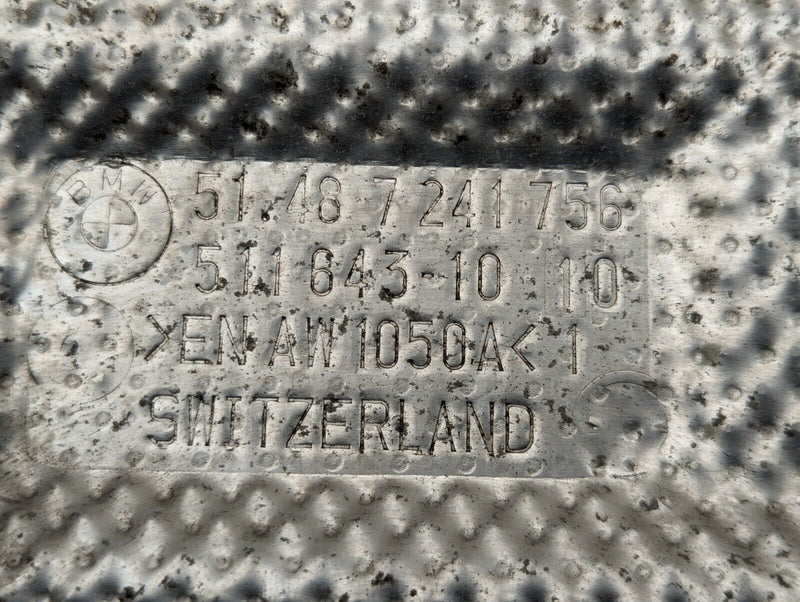 BMW 51.48 7 241 756
511 643-10 10
>EN AW 1050A< 1
SWITZERLAND